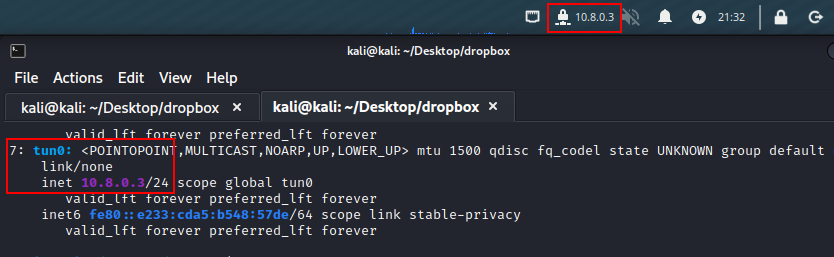 10.8.0.3 21:32
kali@kali: ~/Desktop/dropbox
File Actions Edit View Help
kali@kali: ~/Desktop/dropbox × kali@kali: ~/Desktop/dropbox ×
valid_lft forever preferred_lft forever
7: tun0: <POINTOPOINT,MULTICAST,NOARP,UP,LOWER_UP> mtu 1500 qdisc fq_codel state UNKNOWN group default
link/none
inet 10.8.0.3/24 scope global tun0
valid_lft forever preferred_lft forever
inet6 fe80::e233:cda5:b548:57de/64 scope link stable-privacy
valid_lft forever preferred_lft forever